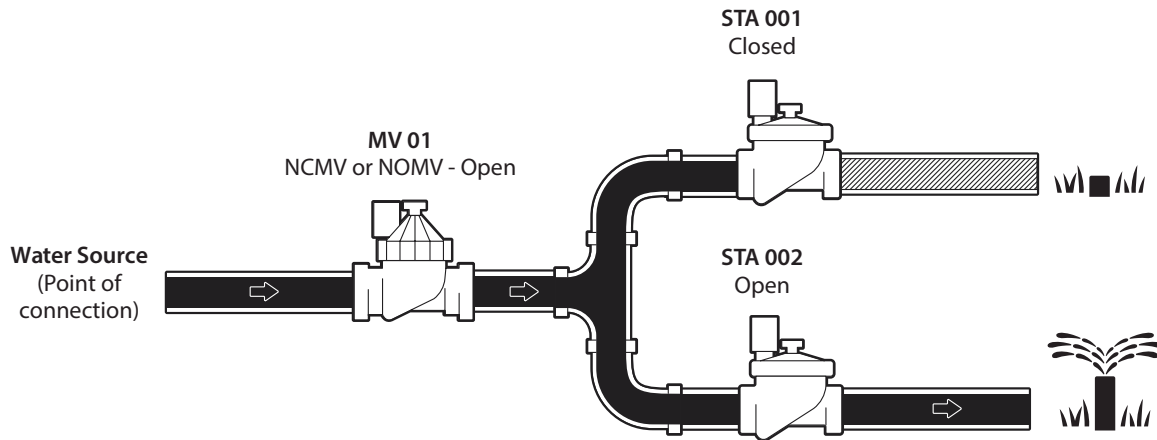 STA 001
Closed
MV 01
NCMV or NOMV - Open
Water Source
(Point of
connection)
STA 002
Open